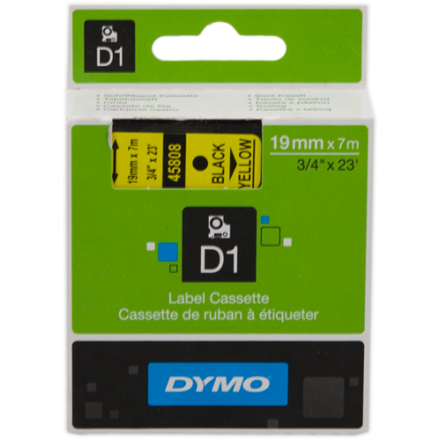 D1
19mm x 7m
3/4" x 23'
45808
BLACK
YELLOW
19mm x 7m
3/4" x 23'
D1
Label Cassette
Cassette de ruban à étiqueter
DYMO